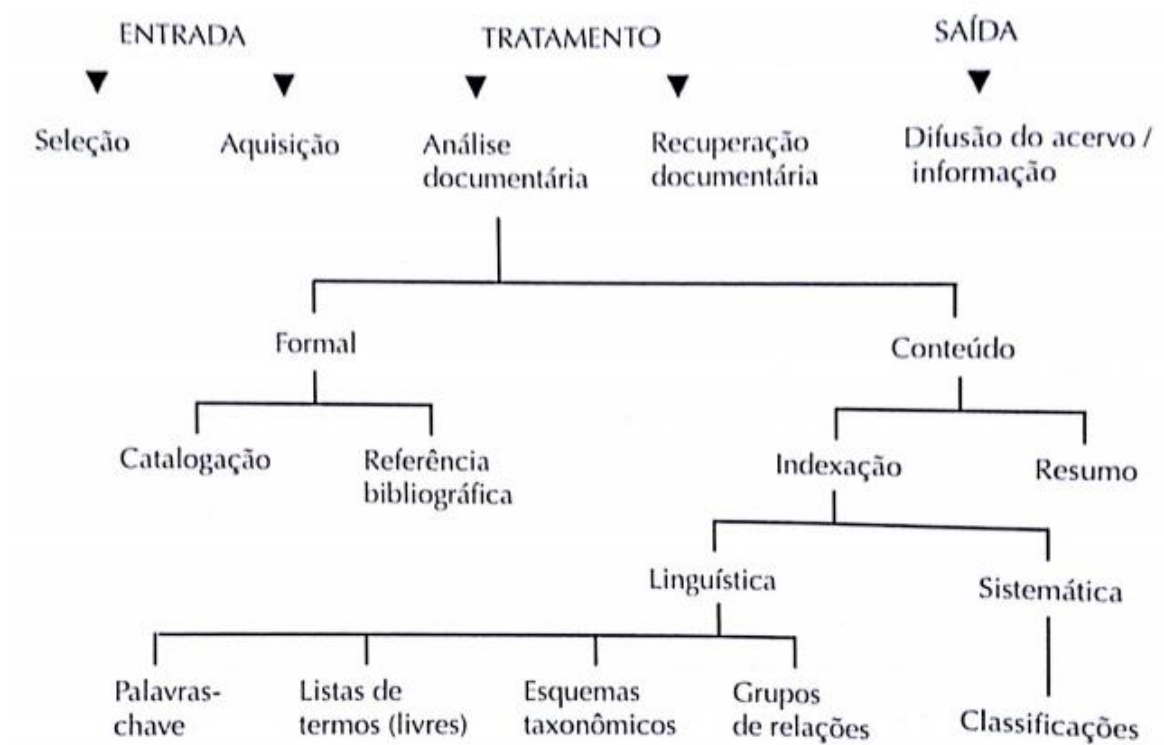 ENTRADA TRATAMENTO SAÍDA
Seleção Aquisição Análise documentária Recuperação documentária Difusão do acervo / informação
Formal Conteúdo
Catalogação Referência bibliográfica Indexação Resumo
Linguística Sistemática
Palavras-chave Listas de termos (livres) Esquemas taxonômicos Grupos de relações Classificações